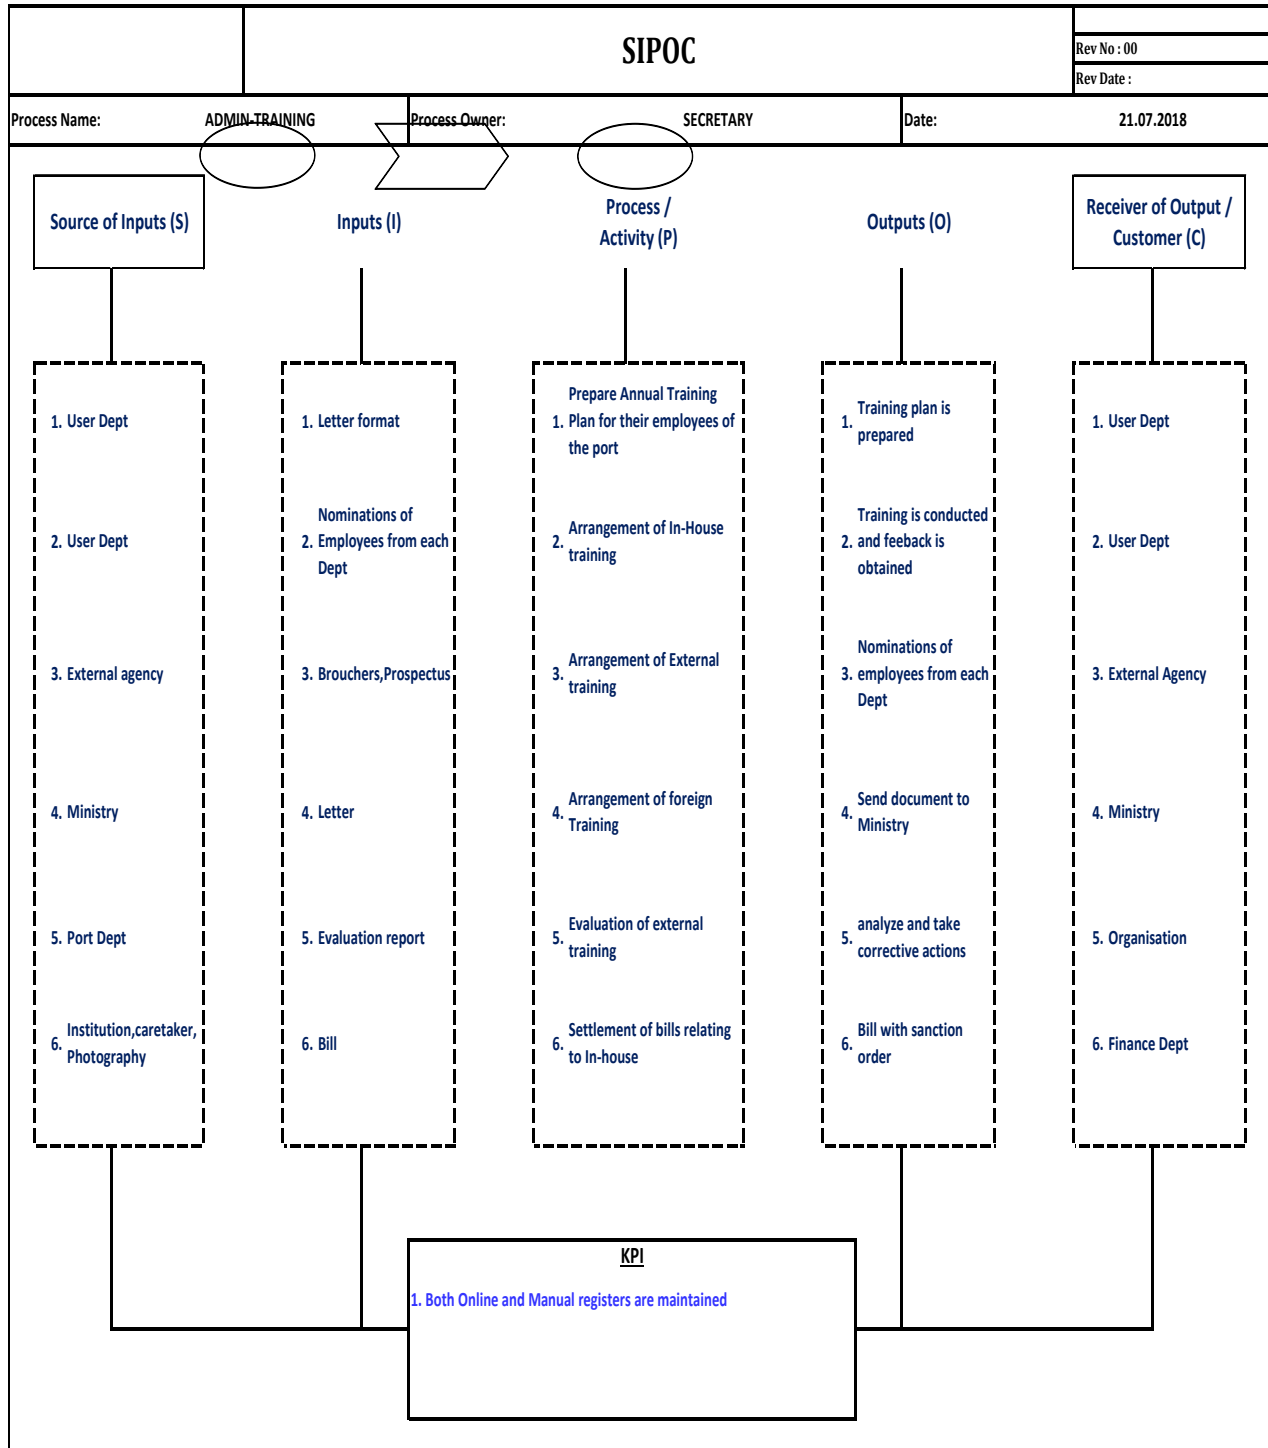 SIPOC
Rev No : 00
Rev Date :
Process Name: ADMIN-TRAINING Process Owner: SECRETARY Date: 21.07.2018
Source of Inputs (S)
Inputs (I)
Process /
Activity (P)
Outputs (O)
Receiver of Output /
Customer (C)
1. User Dept
2. User Dept
3. External agency
4. Ministry
5. Port Dept
6. Institution,caretaker,
Photography
1. Letter format
Nominations of
2. Employees from each
Dept
3. Brouchers,Prospectus
4. Letter
5. Evaluation report
6. Bill
Prepare Annual Training
1. Plan for their employees of
the port
2. Arrangement of In-House
training
3. Arrangement of External
training
4. Arrangement of foreign
Training
5. Evaluation of external
training
6. Settlement of bills relating
to In-house
1. Training plan is
prepared
Training is conducted
2. and feeback is
obtained
Nominations of
3. employees from each
Dept
4. Send document to
Ministry
5. analyze and take
corrective actions
6. Bill with sanction
order
1. User Dept
2. User Dept
3. External Agency
4. Ministry
5. Organisation
6. Finance Dept
KPI
1. Both Online and Manual registers are maintained